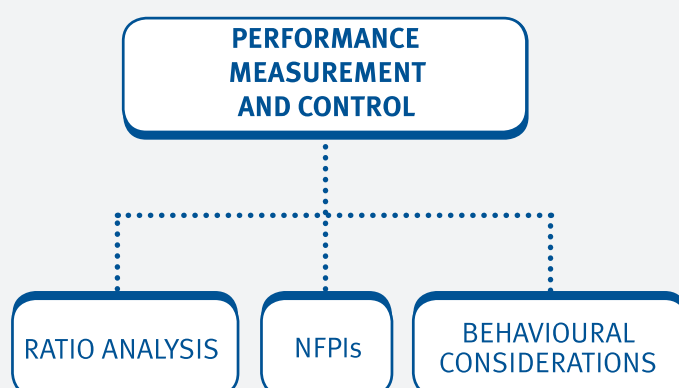 PERFORMANCE
MEASUREMENT
AND CONTROL
RATIO ANALYSIS
NFPIs
BEHAVIOURAL
CONSIDERATIONS